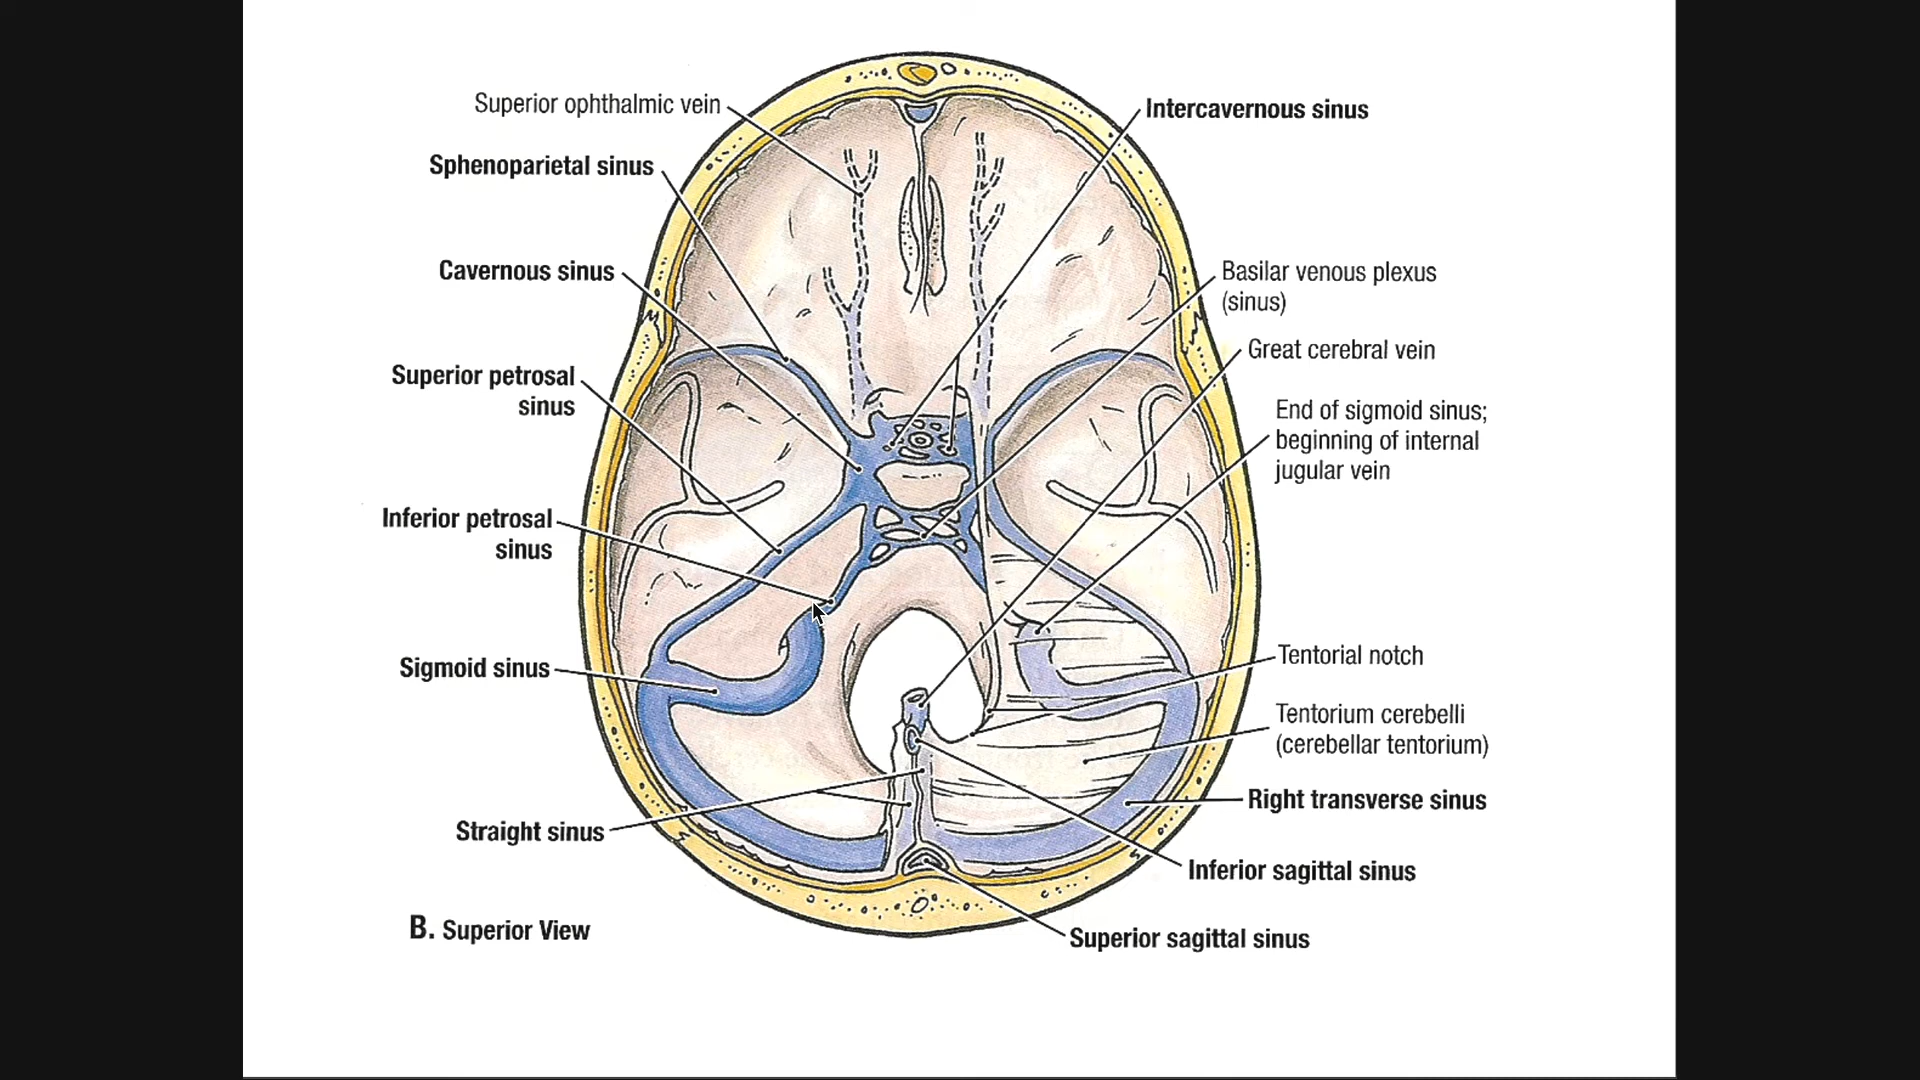 Superior ophthalmic vein
Sphenoparietal sinus
Cavernous sinus
Superior petrosal
sinus
Inferior petrosal
sinus
Sigmoid sinus
Straight sinus
B. Superior View
Intercavernous sinus
Basilar venous plexus
(sinus)
Great cerebral vein
End of sigmoid sinus;
beginning of internal
jugular vein
Tentorial notch
Tentorium cerebelli
(cerebellar tentorium)
Right transverse sinus
Inferior sagittal sinus
Superior sagittal sinus